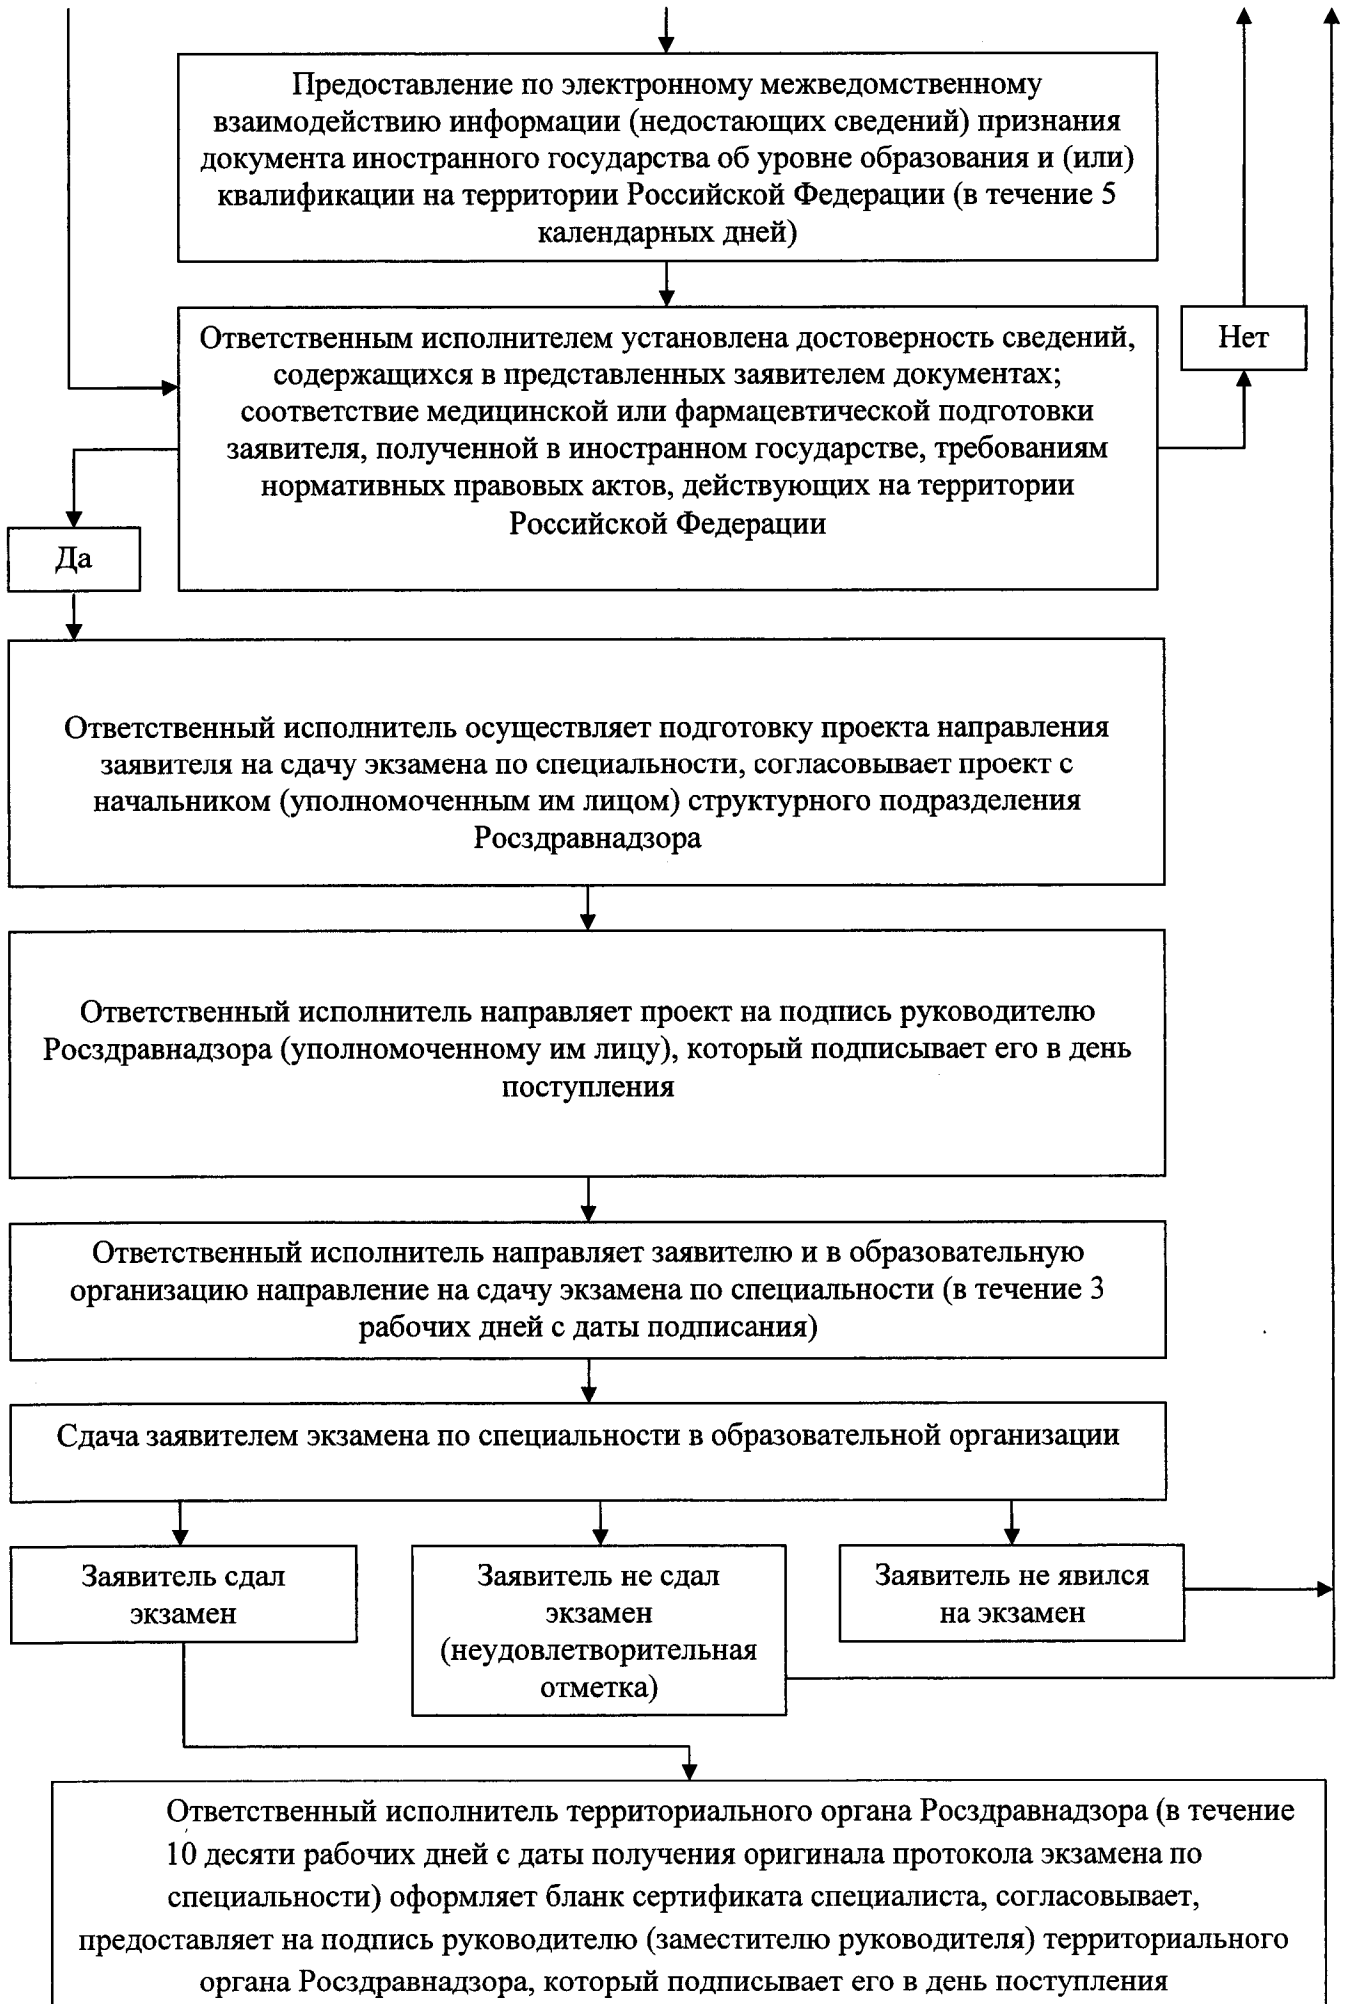 Предоставление по электронному межведомственному
взаимодействию информации (недостающих сведений) признания
документа иностранного государства об уровне образования и (или)
квалификации на территории Российской Федерации (в течение 5
календарных дней)
Ответственным исполнителем установлена достоверность сведений,
содержащихся в представленных заявителем документах;
соответствие медицинской или фармацевтической подготовки
заявителя, полученной в иностранном государстве, требованиям
нормативных правовых актов, действующих на территории
Российской Федерации
Нет
Да
Ответственный исполнитель осуществляет подготовку проекта направления
заявителя на сдачу экзамена по специальности, согласовывает проект с
начальником (уполномоченным им лицом) структурного подразделения
Росздравнадзора
Ответственный исполнитель направляет проект на подпись руководителю
Росздравнадзора (уполномоченному им лицу), который подписывает его в день
поступления
Ответственный исполнитель направляет заявителю и в образовательную
организацию направление на сдачу экзамена по специальности (в течение 3
рабочих дней с даты подписания)
Сдача заявителем экзамена по специальности в образовательной организации
Заявитель сдал
экзамен
Заявитель не сдал
экзамен
(неудовлетворительная
отметка)
Заявитель не явился
на экзамен
Ответственный исполнитель территориального органа Росздравнадзора (в течение
10 десяти рабочих дней с даты получения оригинала протокола экзамена по
специальности) оформляет бланк сертификата специалиста, согласовывает,
предоставляет на подпись руководителю (заместителю руководителя) территориального
органа Росздравнадзора, который подписывает его в день поступления